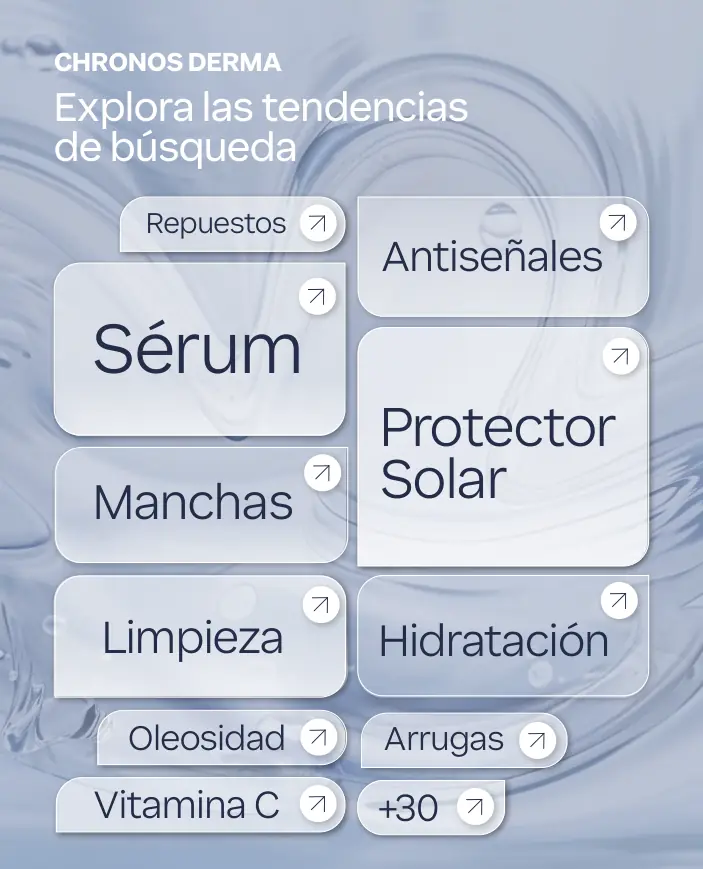 CHRONOS DERMA
Explora las tendencias
de búsqueda
Repuestos
Antiseñales
Sérum
Protector
Solar
Manchas
Limpieza
Hidratación
Oleosidad
Arrugas
Vitamina C
+30